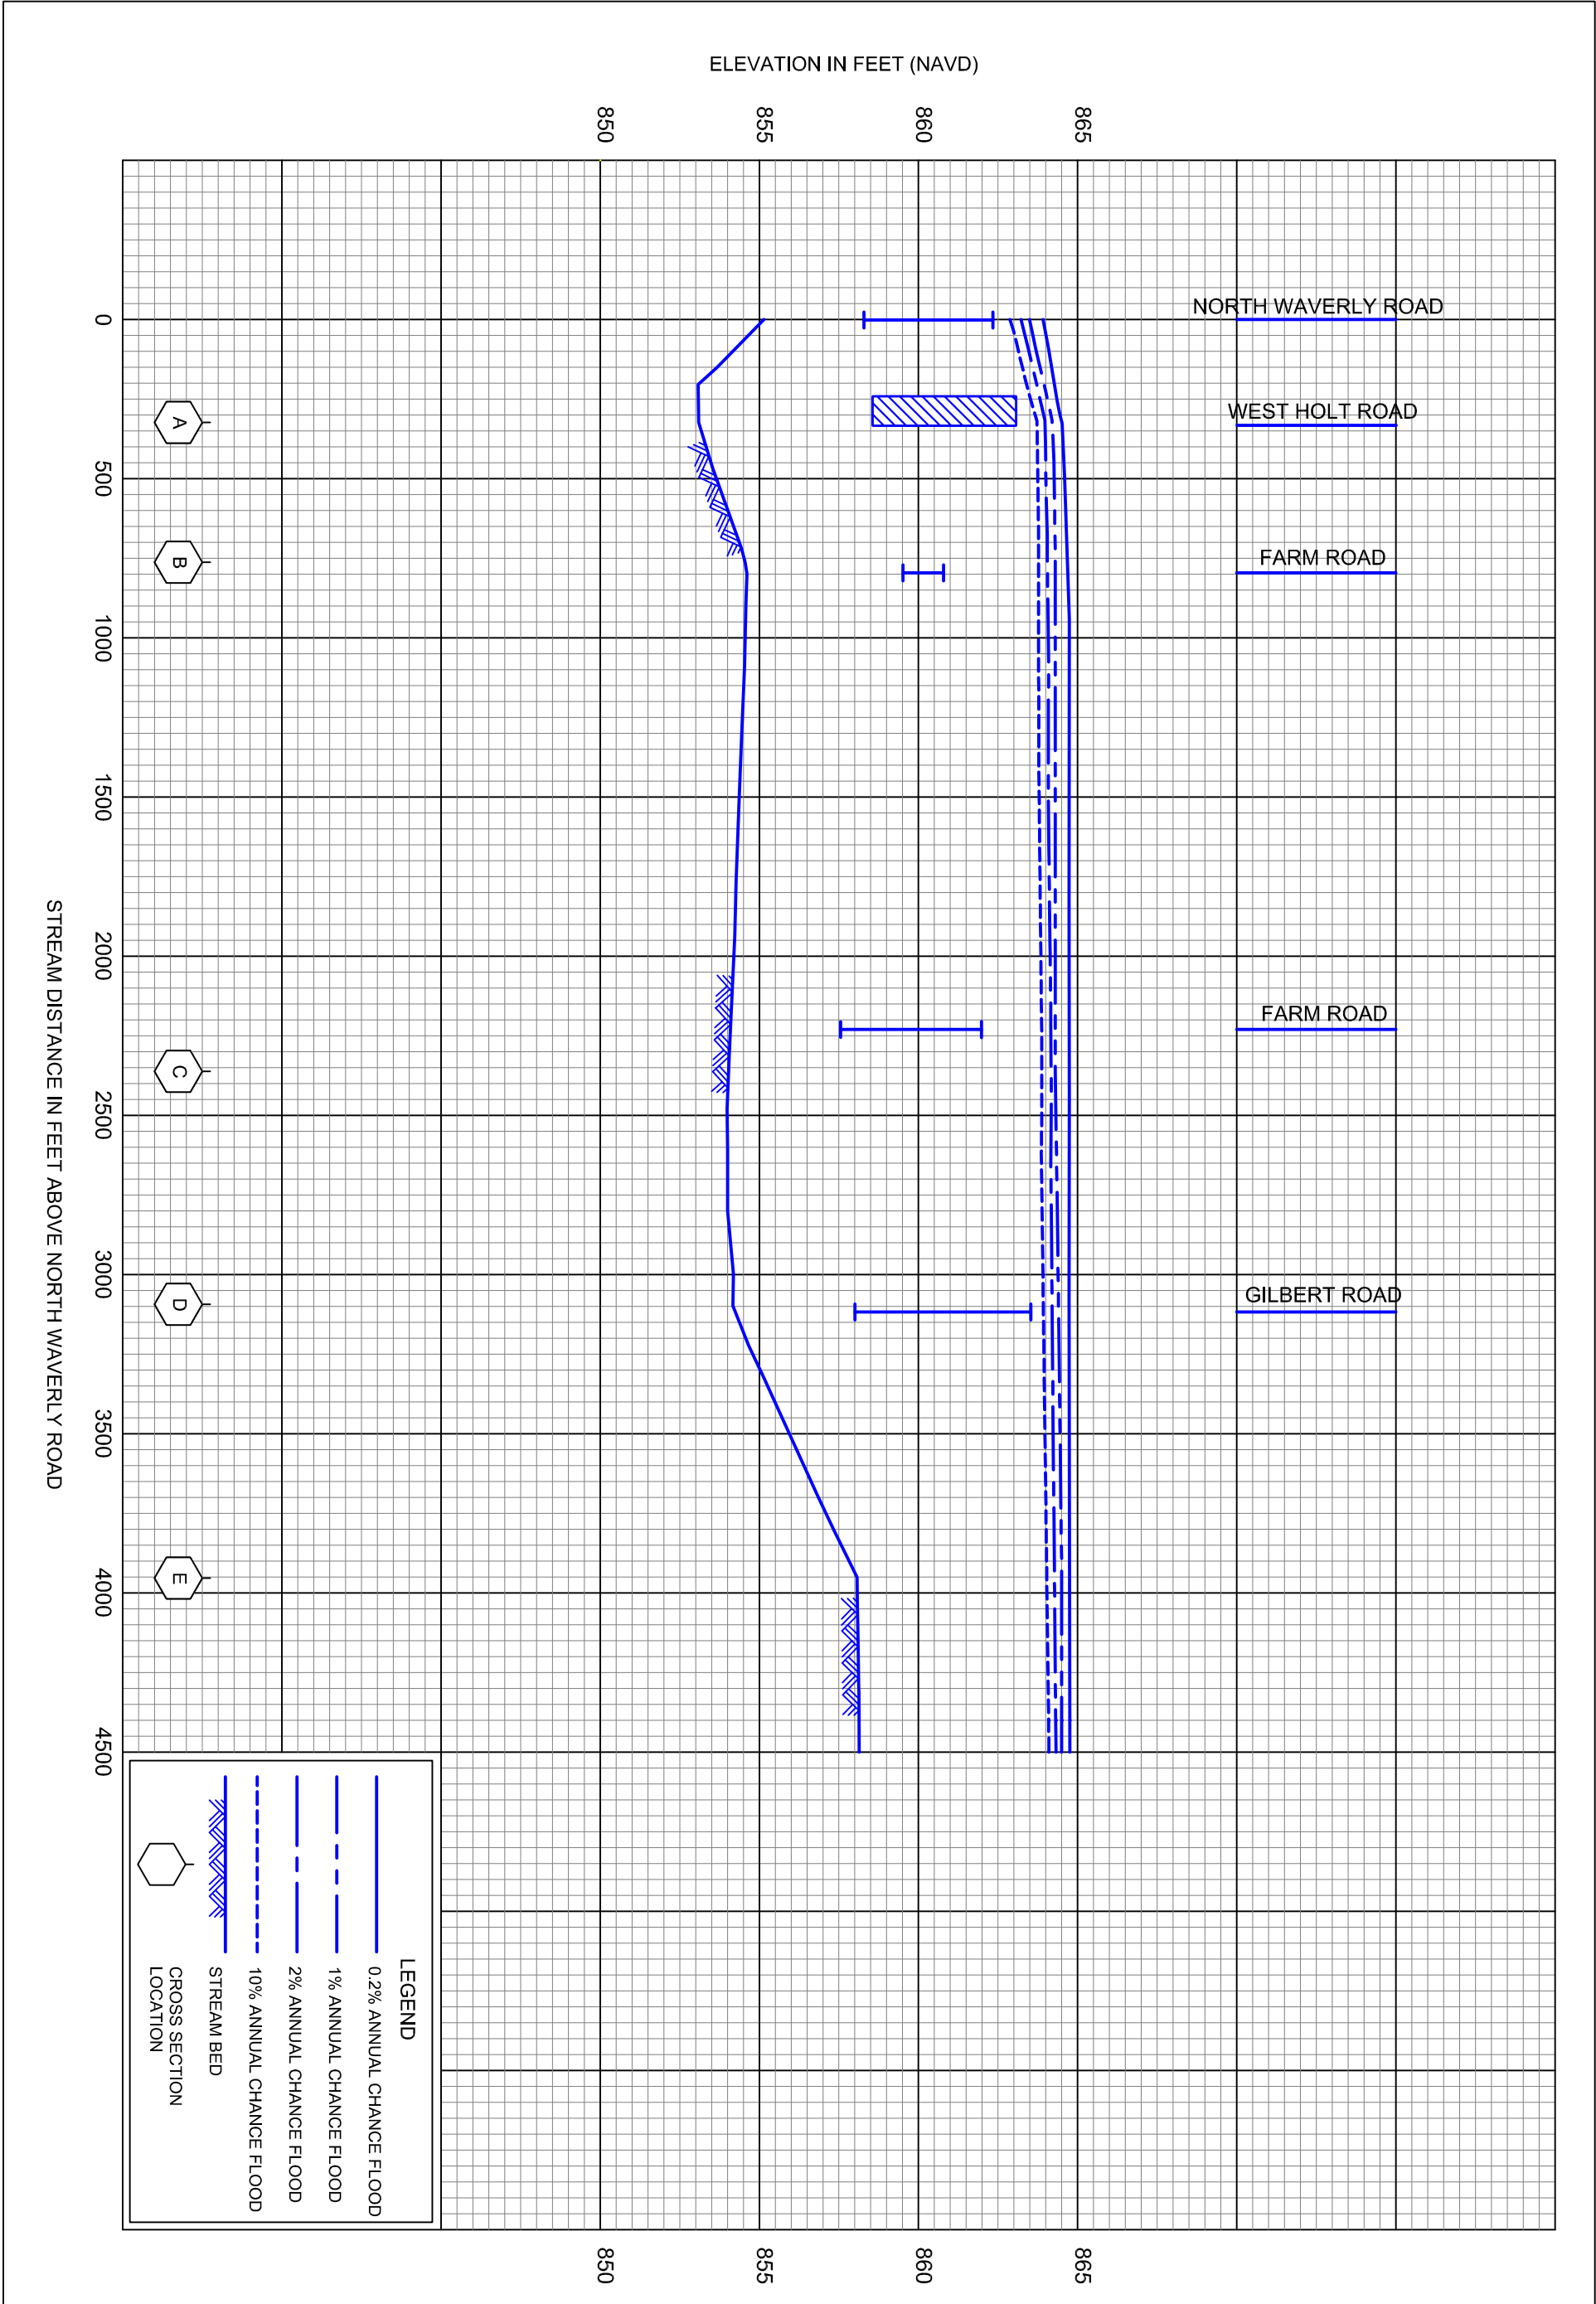 ELEVATION IN FEET (NAVD)
865
860
855
850
865
860
855
850
NORTH WAVERLY ROAD
WEST HOLT ROAD
FARM ROAD
FARM ROAD
GILBERT ROAD
A
B
C
D
E
0
500
1000
1500
2000
2500
3000
3500
4000
4500
STREAM DISTANCE IN FEET ABOVE NORTH WAVERLY ROAD
LEGEND
0.2% ANNUAL CHANCE FLOOD
1% ANNUAL CHANCE FLOOD
2% ANNUAL CHANCE FLOOD
10% ANNUAL CHANCE FLOOD
STREAM BED
CROSS SECTION
LOCATION